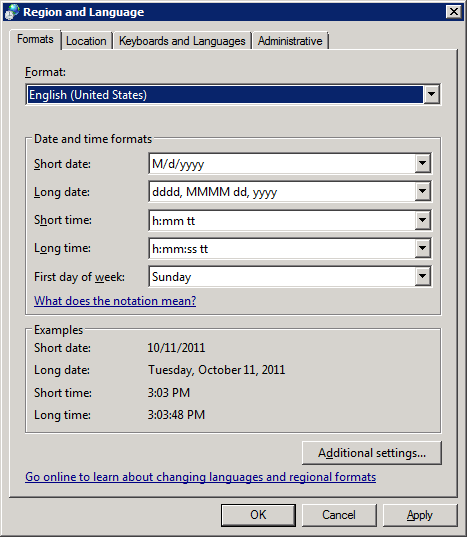 Region and Language
Formats Location Keyboards and Languages Administrative
Format:
English (United States)
Date and time formats
Short date: M/d/yyyy
Long date: dddd, MMMM dd, yyyy
Short time: h:mm tt
Long time: h:mm:ss tt
First day of week: Sunday
What does the notation mean?
Examples
Short date: 10/11/2011
Long date: Tuesday, October 11, 2011
Short time: 3:03 PM
Long time: 3:03:48 PM
Additional settings...
Go online to learn about changing languages and regional formats
OK Cancel Apply